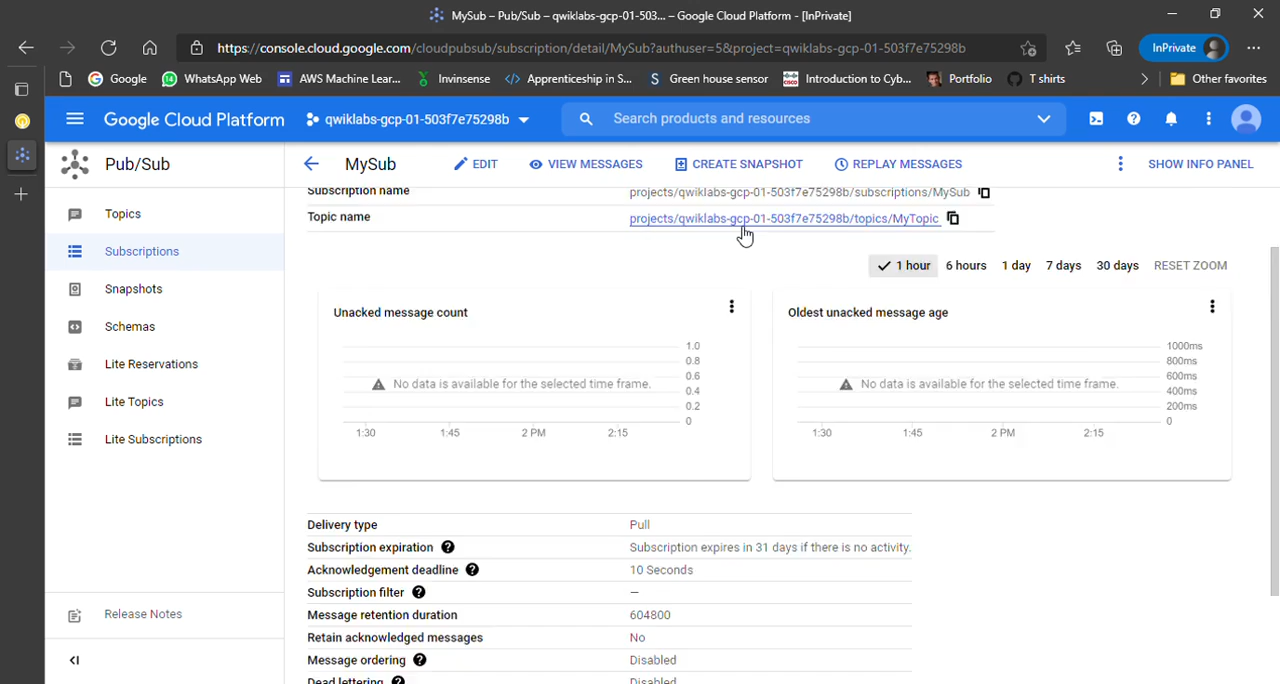 MySub – Pub/Sub – qwiklabs-gcp-01-503... – Google Cloud Platform - [InPrivate]
https://console.cloud.google.com/cloudpubsub/subscription/detail/MySub?authuser=5&project=qwiklabs-gcp-01-503f7e75298b
InPrivate
Google
WhatsApp Web
AWS Machine Lear...
Invinsense
Apprenticeship in S...
Green house sensor
Introduction to Cyb...
Portfolio
T shirts
Other favorites
Google Cloud Platform
qwiklabs-gcp-01-503f7e75298b
Search products and resources
Pub/Sub
MySub
EDIT
VIEW MESSAGES
CREATE SNAPSHOT
REPLAY MESSAGES
SHOW INFO PANEL
Topics
Subscriptions
Snapshots
Schemas
Lite Reservations
Lite Topics
Lite Subscriptions
Release Notes
Subscription name projects/qwiklabs-gcp-01-503f7e75298b/subscriptions/MySub
Topic name projects/qwiklabs-gcp-01-503f7e75298b/topics/MyTopic
1 hour 6 hours 1 day 7 days 30 days RESET ZOOM
Unacked message count
1.0
0.8
0.6
0.4
0.2
0
No data is available for the selected time frame.
1:30 1:45 2 PM 2:15
Oldest unacked message age
1000ms
800ms
600ms
400ms
200ms
0
No data is available for the selected time frame.
1:30 1:45 2 PM 2:15
Delivery type Pull
Subscription expiration Subscription expires in 31 days if there is no activity.
Acknowledgement deadline 10 Seconds
Subscription filter —
Message retention duration 604800
Retain acknowledged messages No
Message ordering Disabled
Dead lettering Disabled